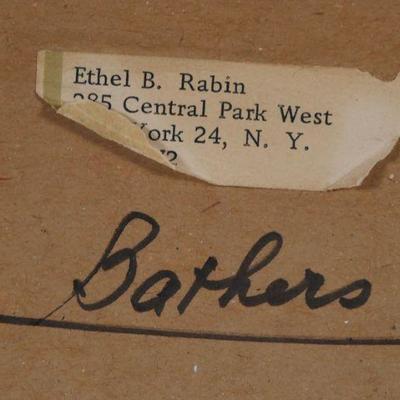 Ethel B. Rabin
285 Central Park West
York 24, N. Y.
Bathers